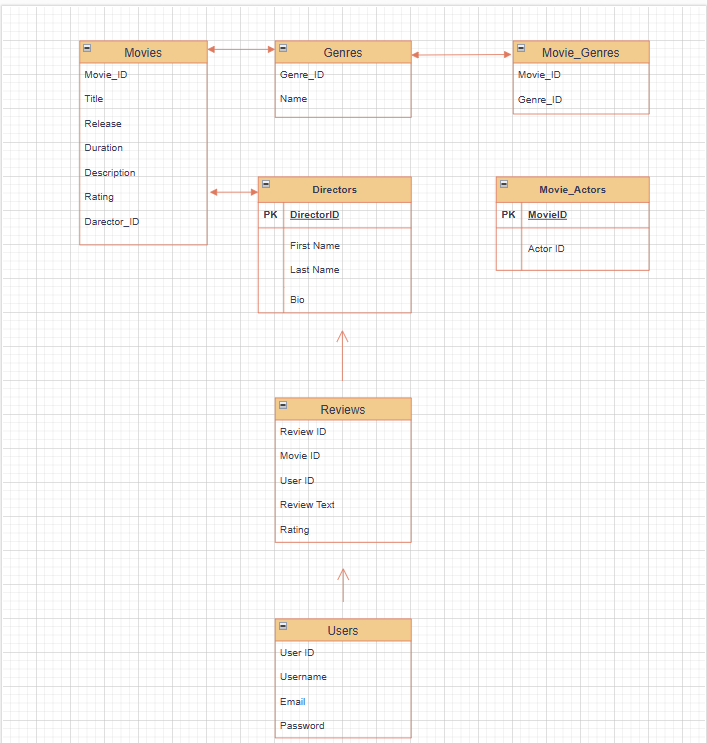 Movies
Movie_ID
Title
Release
Duration
Description
Rating
Darector_ID
Genres
Genre_ID
Name
Movie_Genres
Movie_ID
Genre_ID
Directors
PK DirectorID
First Name
Last Name
Bio
Movie_Actors
PK MovieID
Actor ID
Reviews
Review ID
Movie ID
User ID
Review Text
Rating
Users
User ID
Username
Email
Password